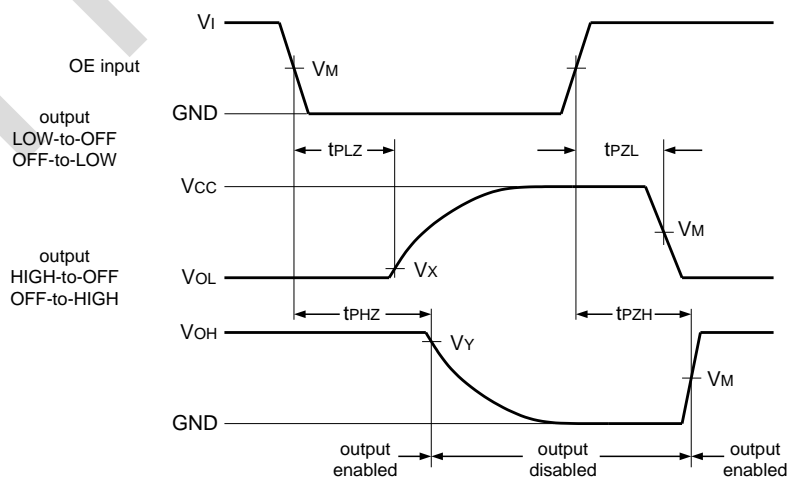 VI
OE input
VM
GND
output
LOW-to-OFF
OFF-to-LOW
tPLZ
tPZL
VCC
VM
output
HIGH-to-OFF
OFF-to-HIGH
VX
VOL
tPHZ
tPZH
VOH
VY
VM
GND
output
enabled
output
disabled
output
enabled